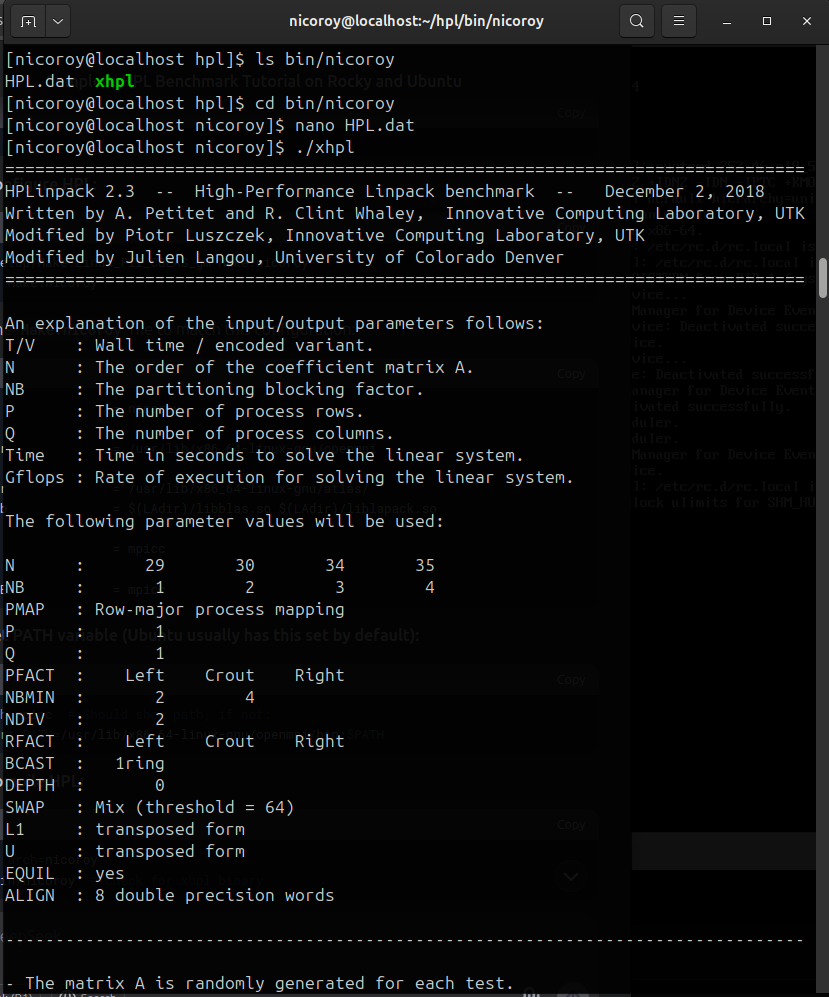 nicoroy@localhost:~/hpl/bin/nicoroy
[nicoroy@localhost hpl]$ ls bin/nicoroy
HPL.dat  xhpl
[nicoroy@localhost hpl]$ cd bin/nicoroy
[nicoroy@localhost nicoroy]$ nano HPL.dat
[nicoroy@localhost nicoroy]$ ./xhpl
================================================================================
HPLinpack 2.3  --  High-Performance Linpack benchmark  --   December 2, 2018
Written by A. Petitet and R. Clint Whaley,  Innovative Computing Laboratory, UTK
Modified by Piotr Luszczek, Innovative Computing Laboratory, UTK
Modified by Julien Langou, University of Colorado Denver
================================================================================
An explanation of the input/output parameters follows:
T/V    : Wall time / encoded variant.
N      : The order of the coefficient matrix A.
NB     : The partitioning blocking factor.
P      : The number of process rows.
Q      : The number of process columns.
Time   : Time in seconds to solve the linear system.
Gflops : Rate of execution for solving the linear system.
The following parameter values will be used:
N      :      29       30       34       35
NB     :       1        2        3        4
PMAP   : Row-major process mapping
P      :       1
Q      :       1
PFACT  :    Left    Crout    Right
NBMIN  :       2        4
NDIV   :       2
RFACT  :    Left    Crout    Right
BCAST  :   1ring
DEPTH  :       0
SWAP   : Mix (threshold = 64)
L1     : transposed form
U      : transposed form
EQUIL  : yes
ALIGN  : 8 double precision words
--------------------------------------------------------------------------------
- The matrix A is randomly generated for each test.